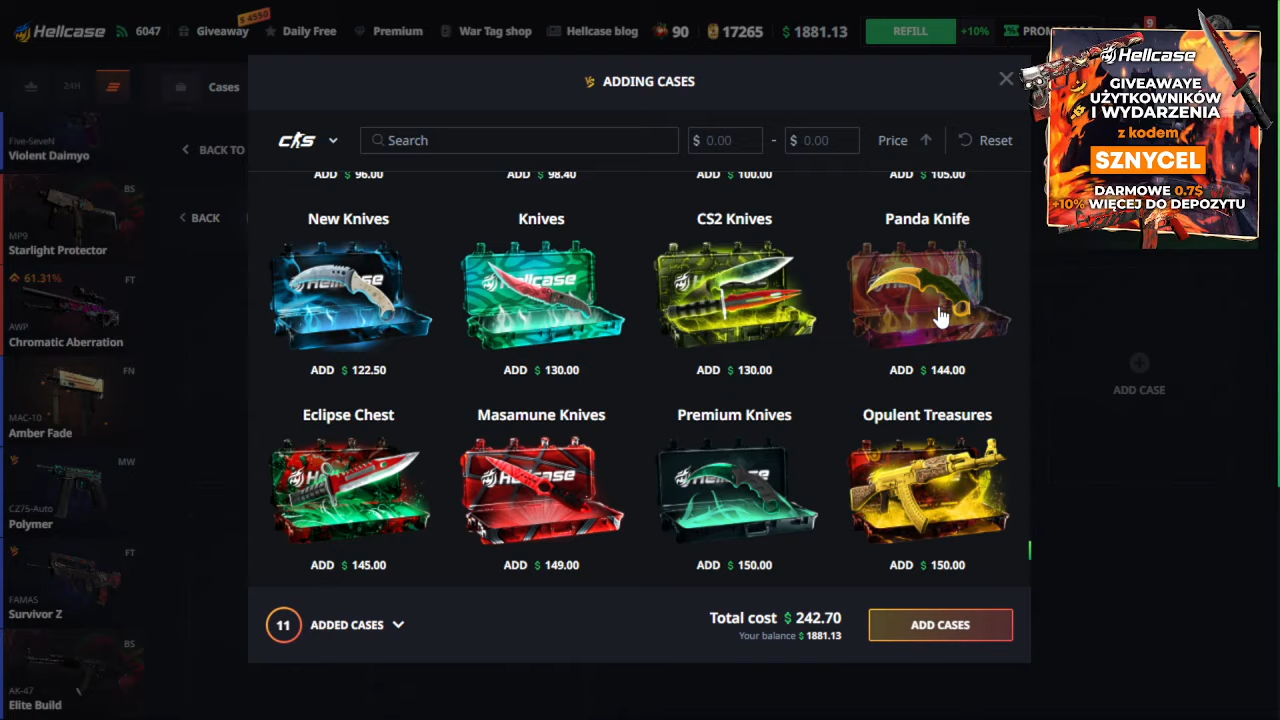 Hellcase
6047
Giveaway
$ 4550
Daily Free
Premium
War Tag shop
Hellcase blog
90
17265
$ 1881.13
REFILL
+10%
9
24H
Cases
ADDING CASES
Five-SeveN
Violent Daimyo
BACK TO
CS
Search
$ 0.00
-
$ 0.00
Price
Reset
ADD $ 96.00
ADD $ 98.40
ADD $ 100.00
ADD $ 105.00
BS
MP9
Starlight Protector
BACK
New Knives
Knives
CS2 Knives
Panda Knife
61.31%
FT
AWP
Chromatic Aberration
ADD $ 122.50
ADD $ 130.00
ADD $ 130.00
ADD $ 144.00
FN
MAC-10
Amber Fade
Eclipse Chest
Masamune Knives
Premium Knives
Opulent Treasures
MW
CZ75-Auto
Polymer
ADD $ 145.00
ADD $ 149.00
ADD $ 150.00
ADD $ 150.00
FT
FAMAS
Survivor Z
11
ADDED CASES
Total cost $ 242.70
Your balance $ 1881.13
ADD CASES
BS
AK-47
Elite Build
ADD CASE
Hellcase
GIVEAWAYE
UŻYTKOWNIKÓW
I WYDARZENIA
z kodem
SZNYCEL
DARMOWE 0.7$
+10% WIĘCEJ DO DEPOZYTU